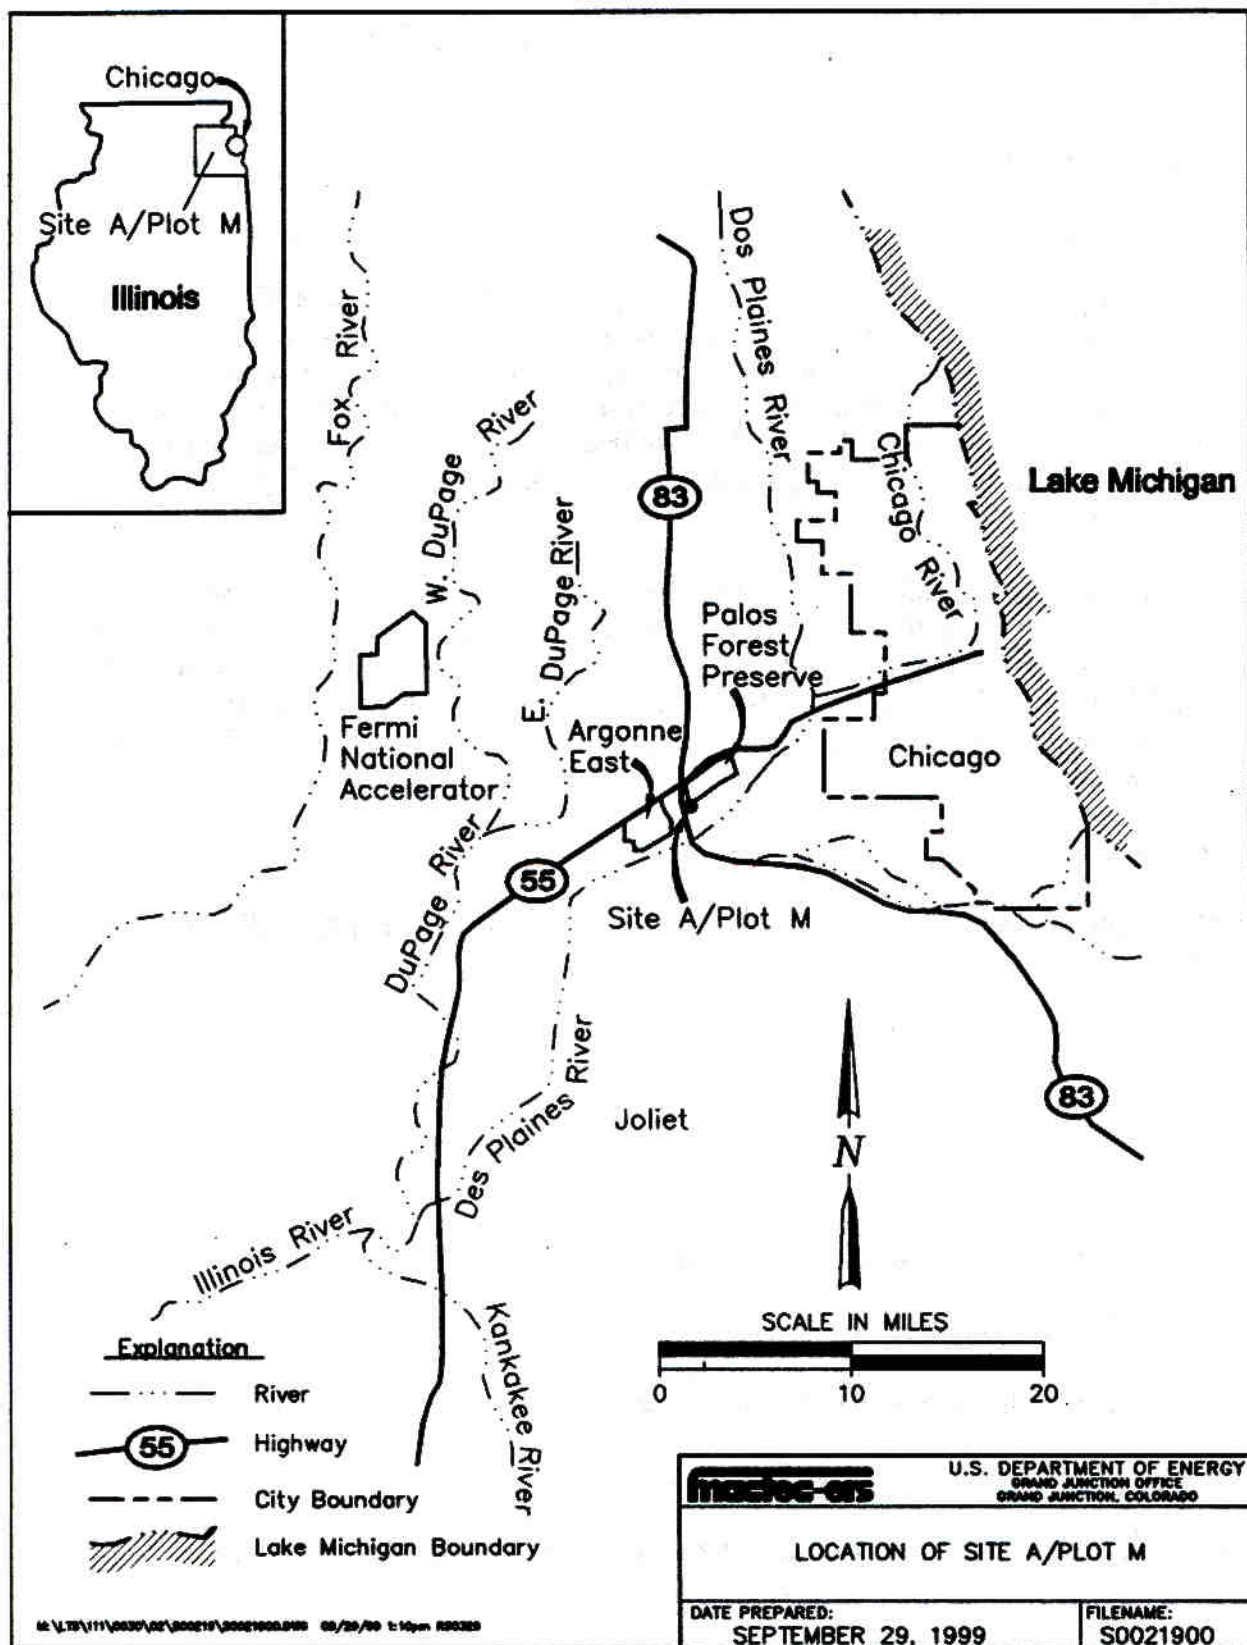 Chicago
Site A/Plot M
Illinois
Fox River
W. DuPage River
E. DuPage River
83
Dos Plaines River
Chicago River
Lake Michigan
Palos
Forest
Preserve
Fermi
National
Accelerator
Argonne
East
Chicago
DuPage River
55
Site A/Plot M
Des Plaines River
Joliet
83
N
Illinois River
Kankakee River
SCALE IN MILES
0 10 20
Explanation
River
55 Highway
City Boundary
Lake Michigan Boundary
mactec-ers
U.S. DEPARTMENT OF ENERGY
GRAND JUNCTION OFFICE
GRAND JUNCTION, COLORADO
LOCATION OF SITE A/PLOT M
DATE PREPARED:
SEPTEMBER 29, 1999
FILENAME:
S0021900